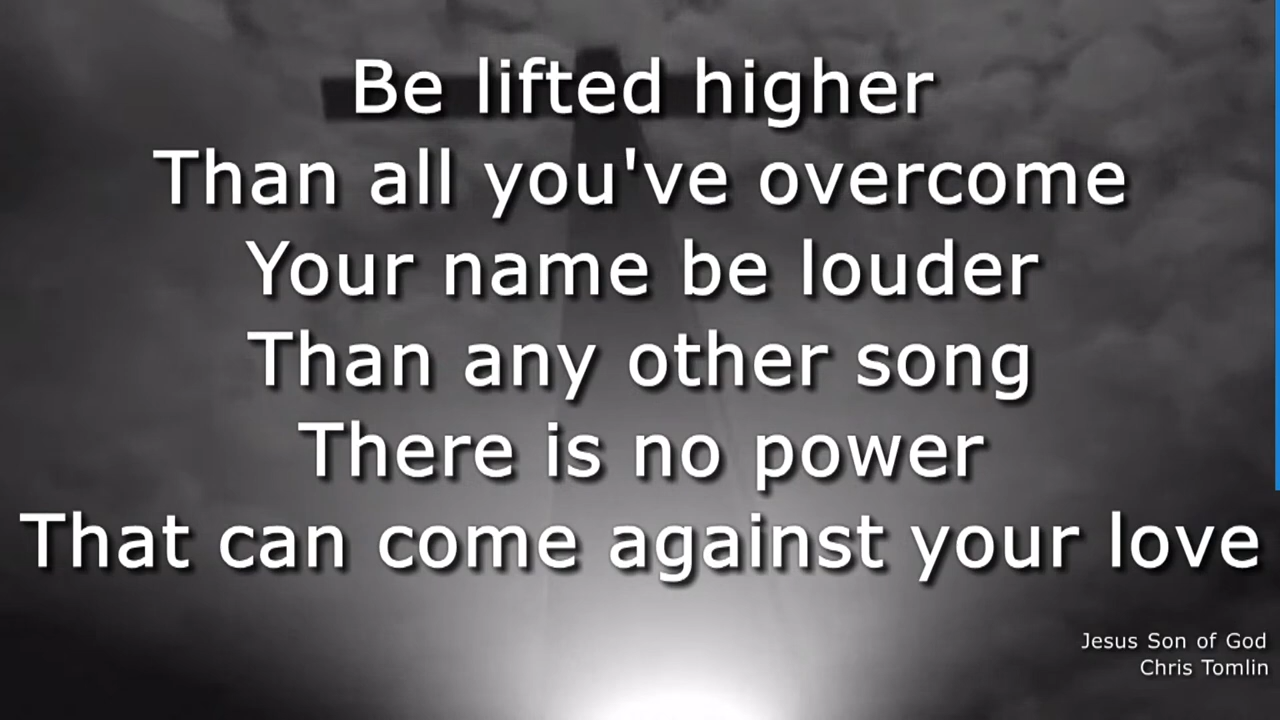 Be lifted higher
Than all you've overcome
Your name be louder
Than any other song
There is no power
That can come against your love
Jesus Son of God
Chris Tomlin